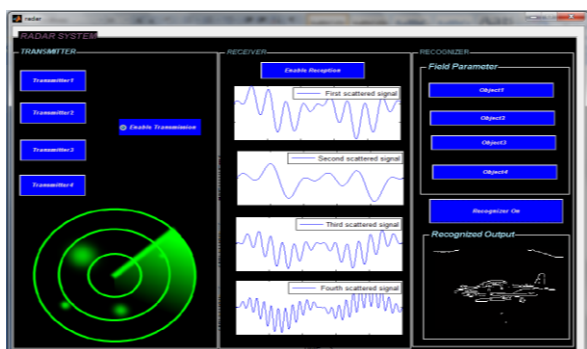 radar
RADAR SYSTEM
TRANSMITTER
Transmitter1
Transmitter2
Enable Transmission
Transmitter3
Transmitter4
RECEIVER
Enable Reception
First scattered signal
Second scattered signal
Third scattered signal
Fourth scattered signal
RECOGNIZER
Field Parameter
Object1
Object2
Object3
Object4
Recognizer On
Recognized Output